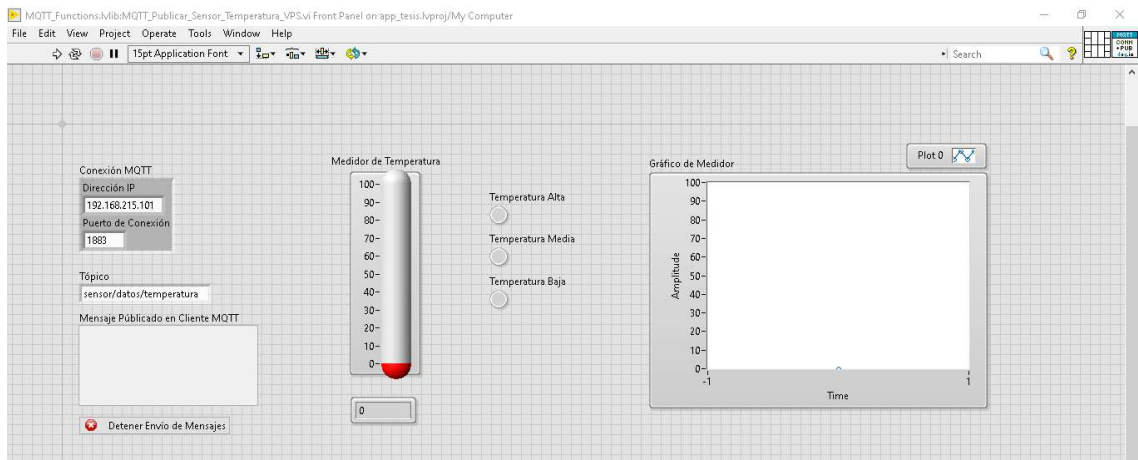 MQTT_Functions.lvlib:MQTT_Publicar_Sensor_Temperatura_VPS.vi Front Panel on app_tesis.lvproj/My Computer
File Edit View Project Operate Tools Window Help
15pt Application Font
Search
MQTT
CONN
+PUB
Conexión MQTT
Dirección IP
192.168.215.101
Puerto de Conexión
1883
Tópico
sensor/datos/temperatura
Mensaje Públicado en Cliente MQTT
Detener Envío de Mensajes
Medidor de Temperatura
100
90
80
70
60
50
40
30
20
10
0
0
Temperatura Alta
Temperatura Media
Temperatura Baja
Gráfico de Medidor
Plot 0
Amplitude
100
90
80
70
60
50
40
30
20
10
0
-1
1
Time